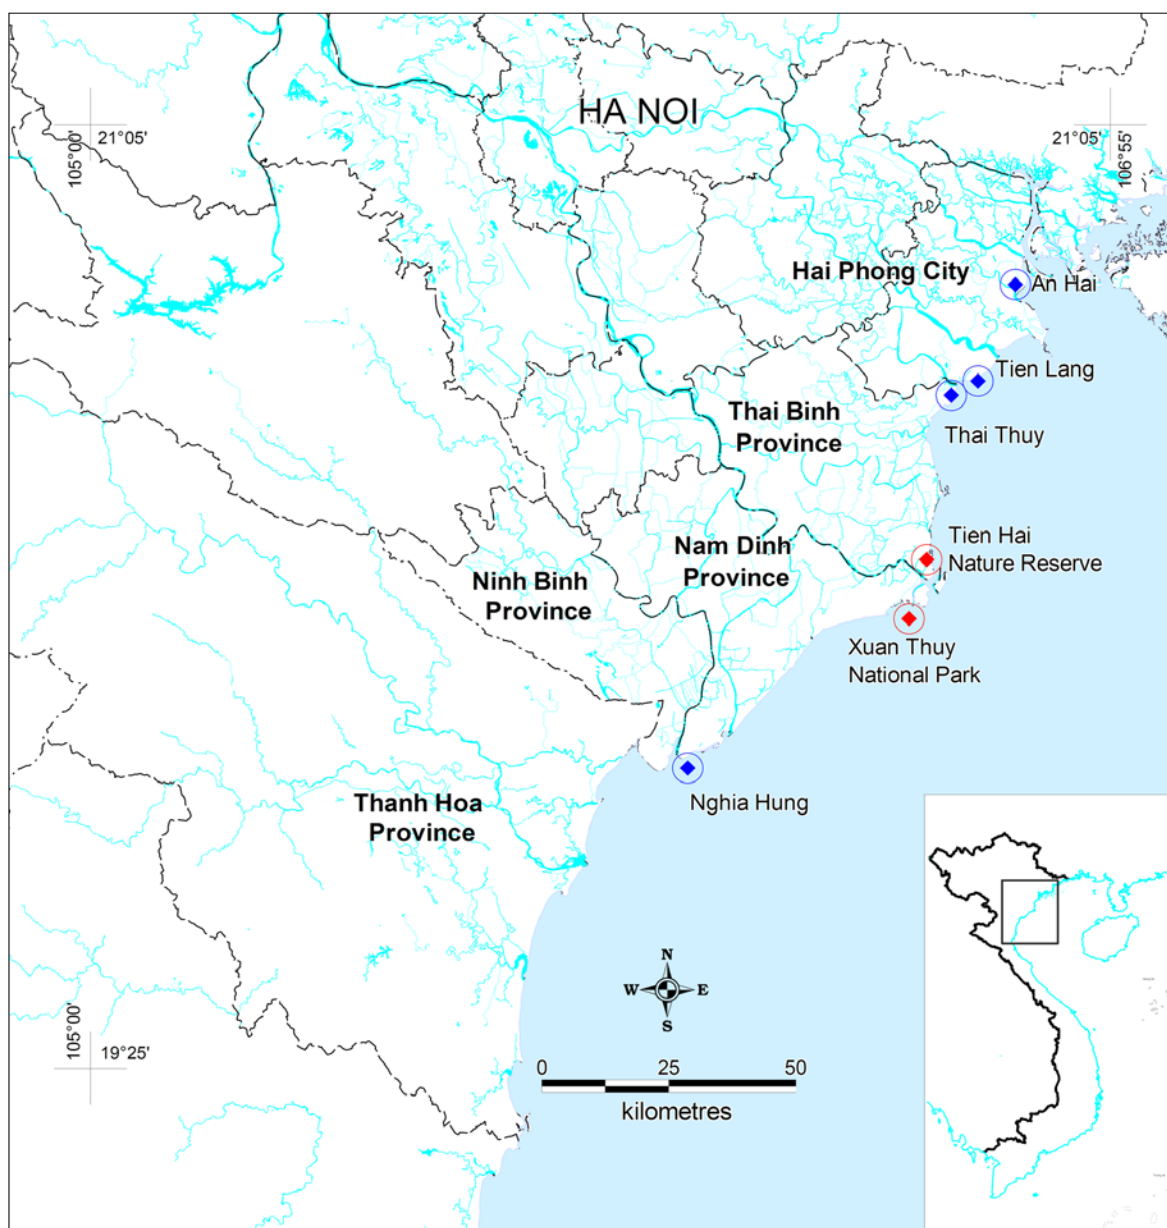 HA NOI
105°00'
21°05'
21°05'
106°55'
Hai Phong City
An Hai
Tien Lang
Thai Thuy
Thai Binh
Province
Tien Hai
Nature Reserve
Nam Dinh
Province
Ninh Binh
Province
Xuan Thuy
National Park
Nghia Hung
Thanh Hoa
Province
N
W
E
S
105°00'
19°25'
0
25
50
kilometres